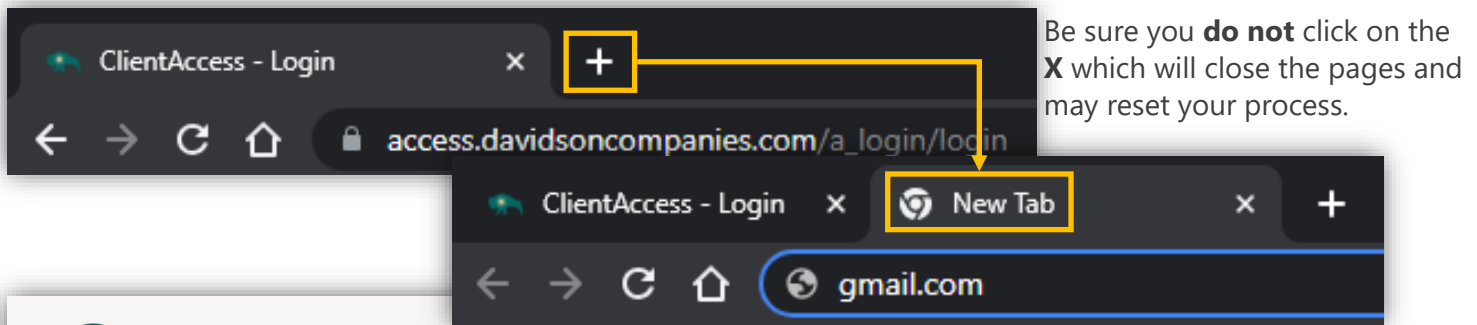 ClientAccess - Login
access.davidsoncompanies.com/a_login/login
Be sure you do not click on the
X which will close the pages and
may reset your process.
ClientAccess - Login
New Tab
gmail.com